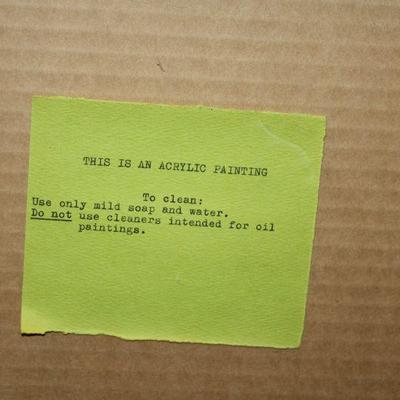 THIS IS AN ACRYLIC PAINTING
To clean:
Use only mild soap and water.
Do not use cleaners intended for oil
paintings.